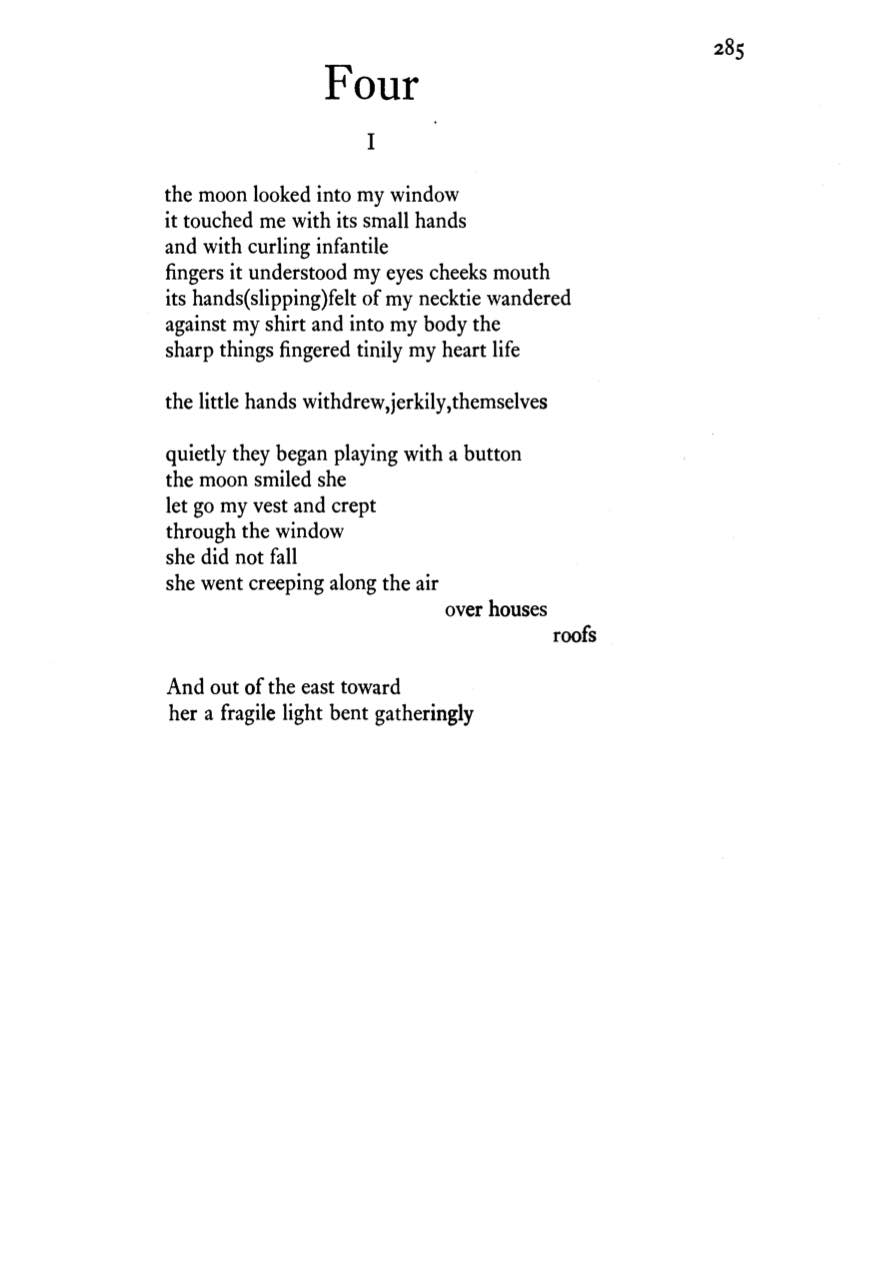 285
Four
I
the moon looked into my window
it touched me with its small hands
and with curling infantile
fingers it understood my eyes cheeks mouth
its hands(slipping)felt of my necktie wandered
against my shirt and into my body the
sharp things fingered tinily my heart life
the little hands withdrew,jerkily,themselves
quietly they began playing with a button
the moon smiled she
let go my vest and crept
through the window
she did not fall
she went creeping along the air
over houses
roofs
And out of the east toward
her a fragile light bent gatheringly